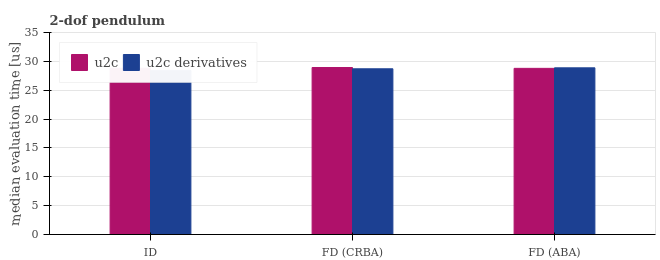 2-dof pendulum
median evaluation time [us]
35
30
25
20
15
10
5
0
u2c
u2c derivatives
ID
FD (CRBA)
FD (ABA)